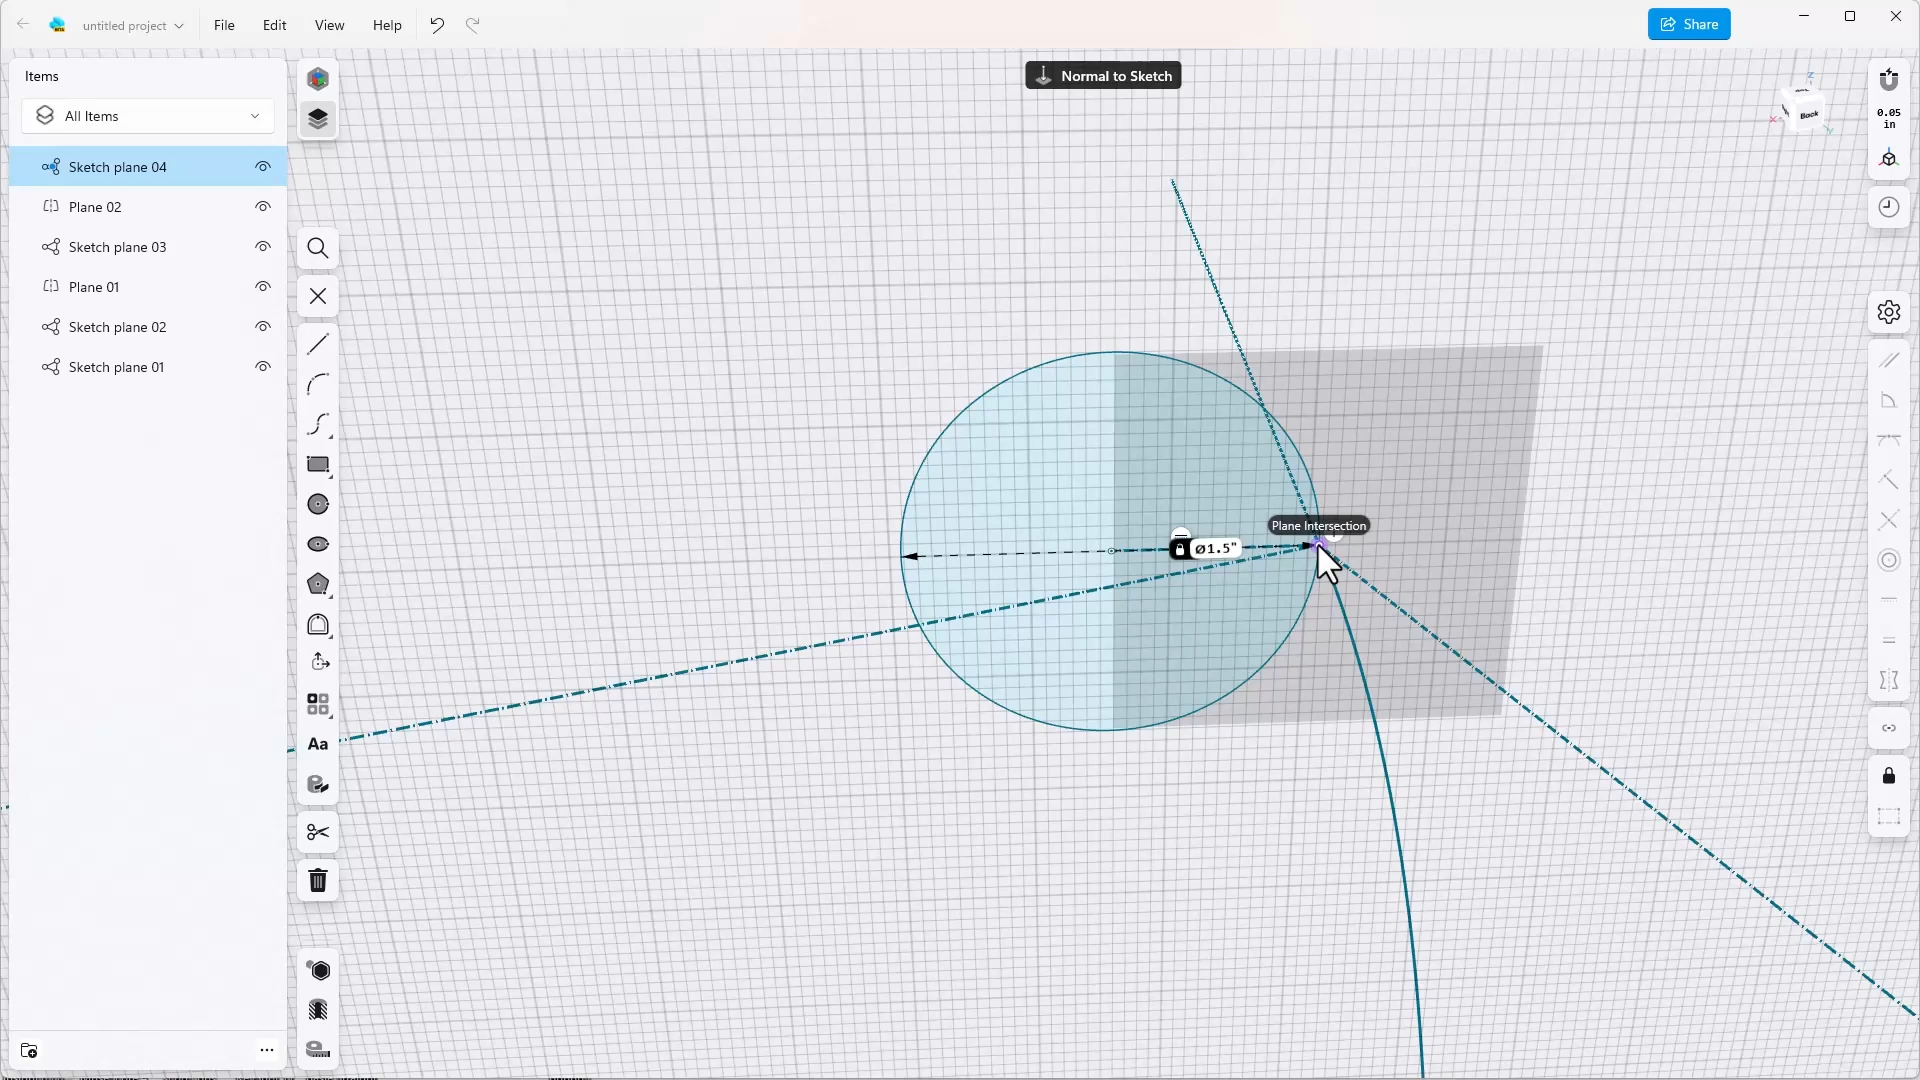 untitled project
File
Edit
View
Help
Share
Items
All Items
Sketch plane 04
Plane 02
Sketch plane 03
Plane 01
Sketch plane 02
Sketch plane 01
Normal to Sketch
Aa
Plane Intersection
Ø1.5"
Z
Back
X
Y
0.05
in